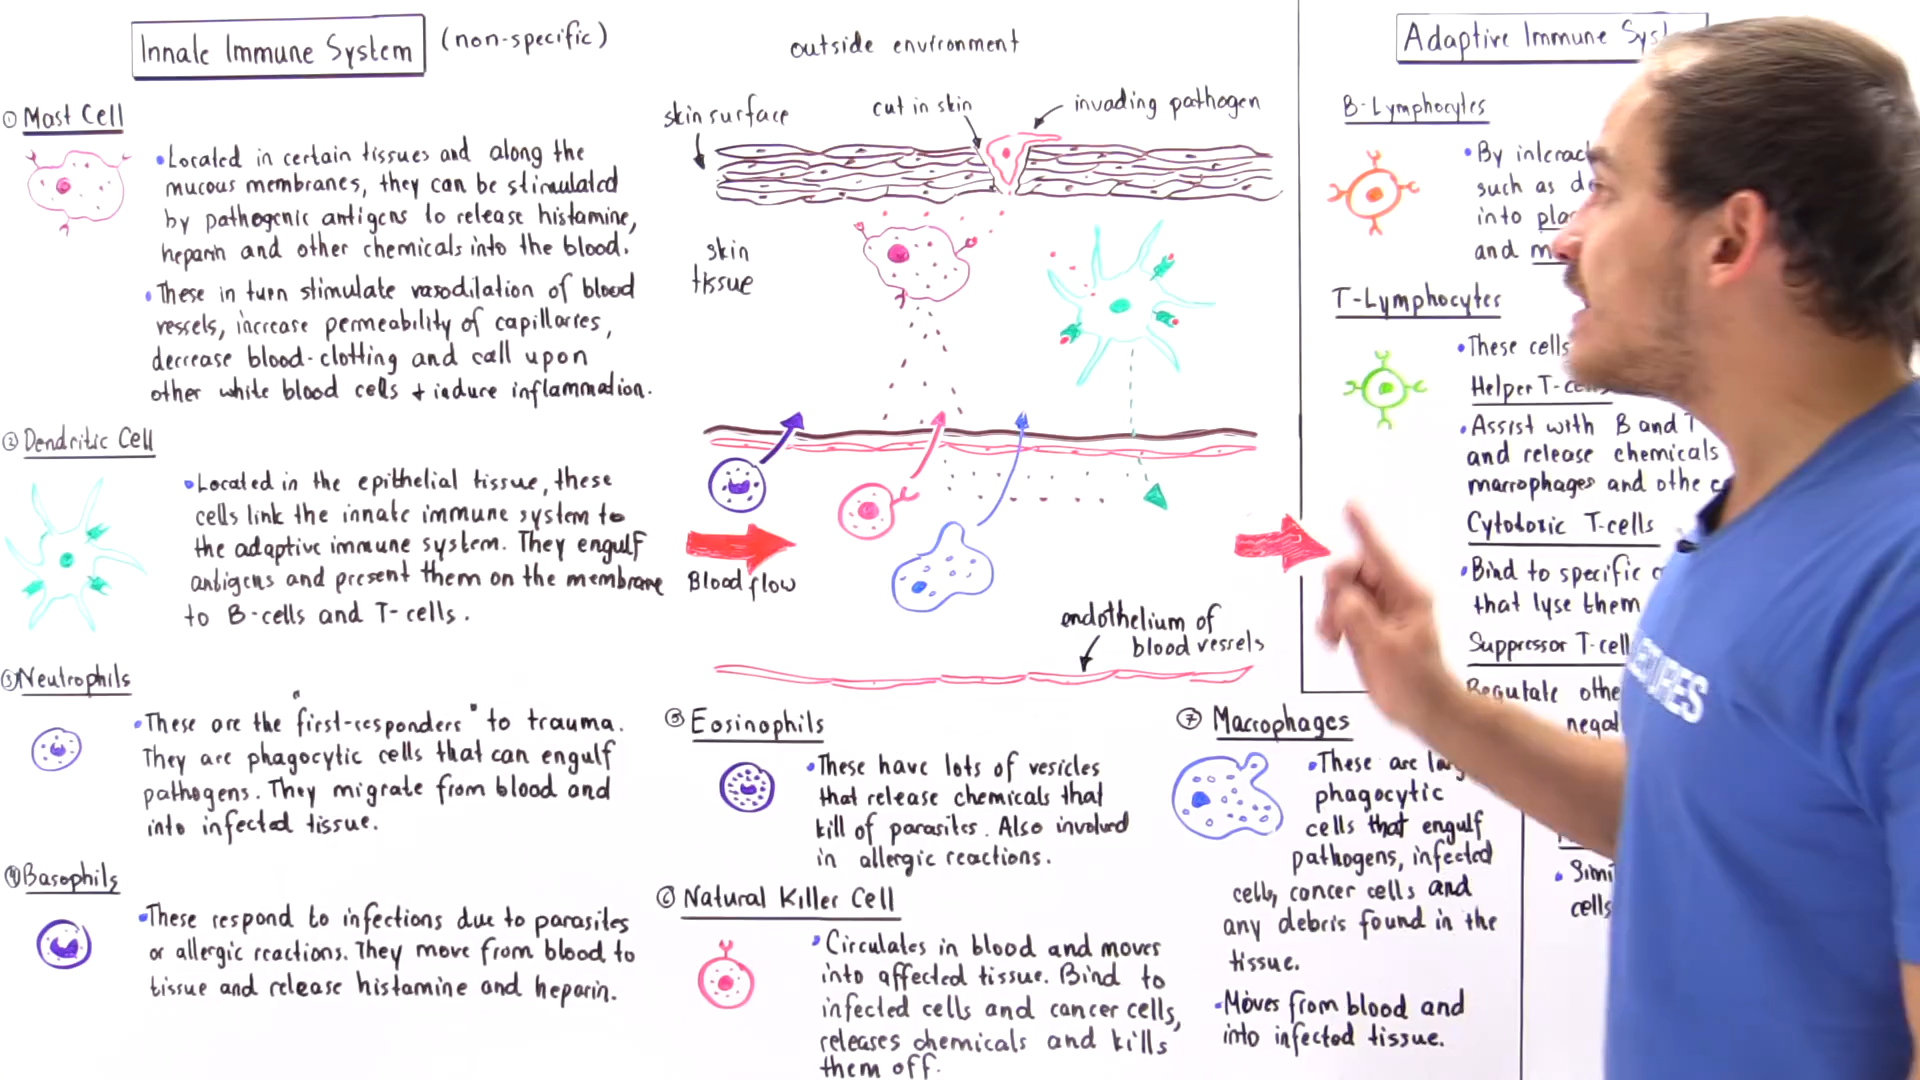 Innate Immune System (non-specific)
① Mast Cell
• Located in certain tissues and along the
mucous membranes, they can be stimulated
by pathogenic antigens to release histamine,
heparin and other chemicals into the blood.
• These in turn stimulate vasodilation of blood
vessels, increase permeability of capillaries,
decrease blood-clotting and call upon
other white blood cells + induce inflammation.
② Dendritic Cell
• Located in the epithelial tissue, these
cells link the innate immune system to
the adaptive immune system. They engulf
antigens and present them on the membrane
to B-cells and T-cells.
③ Neutrophils
• These are the "first-responders" to trauma.
They are phagocytic cells that can engulf
pathogens. They migrate from blood and
into infected tissue.
④ Basophils
• These respond to infections due to parasites
or allergic reactions. They move from blood to
tissue and release histamine and heparin.
outside environment
skin surface
cut in skin
invading pathogen
skin
tissue
Blood flow
endothelium of
blood vessels
⑤ Eosinophils
• These have lots of vesicles
that release chemicals that
kill of parasites. Also involved
in allergic reactions.
⑥ Natural Killer Cell
• Circulates in blood and moves
into affected tissue. Bind to
infected cells and cancer cells,
releases chemicals and kills
them off.
⑦ Macrophages
• These are
phagocytic
cells that engulf
pathogens, infected
cells, cancer cells and
any debris found in the
tissue.
• Moves from blood and
into infected tissue.
Adaptive Immune
B-Lymphocytes
• By
such as
into
and
T-Lymphocytes
• These cells
Helper T-cells
• Assist with B and T
and release chemicals
macrophages and other
Cytotoxic T-cells
• Bind to specific
that lyse them
Suppressor T-cell
Regulate
cells